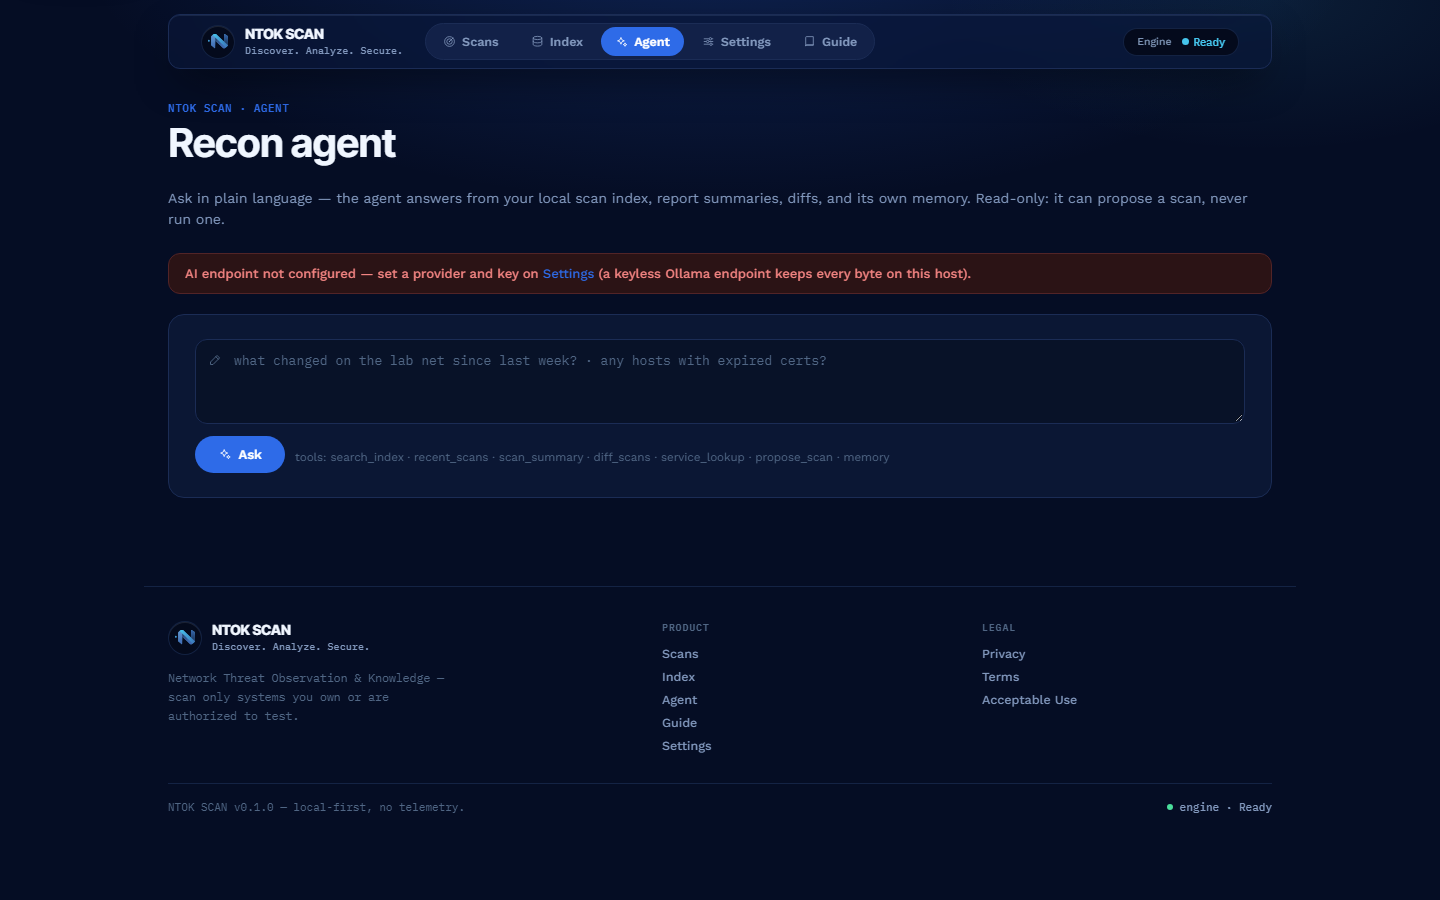 NTOK SCAN
Discover. Analyze. Secure.
Scans
Index
Agent
Settings
Guide
Engine Ready
NTOK SCAN · AGENT
Recon agent
Ask in plain language — the agent answers from your local scan index, report summaries, diffs, and its own memory. Read-only: it can propose a scan, never
run one.
AI endpoint not configured — set a provider and key on Settings (a keyless Ollama endpoint keeps every byte on this host).
what changed on the lab net since last week? · any hosts with expired certs?
Ask
tools: search_index · recent_scans · scan_summary · diff_scans · service_lookup · propose_scan · memory
NTOK SCAN
Discover. Analyze. Secure.
Network Threat Observation & Knowledge —
scan only systems you own or are
authorized to test.
PRODUCT
Scans
Index
Agent
Guide
Settings
LEGAL
Privacy
Terms
Acceptable Use
NTOK SCAN v0.1.0 — local-first, no telemetry.
engine · Ready